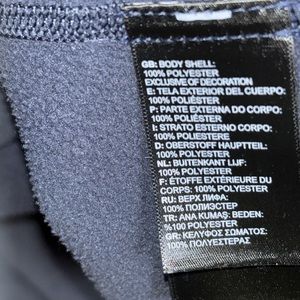 GB: BODY SHELL:
100% POLYESTER
EXCLUSIVE OF DECORATION
E: TELA EXTERIOR DEL CUERPO:
100% POLIÉSTER
P: PARTE EXTERNA DO CORPO:
100% POLIÉSTER
I: STRATO ESTERNO CORPO:
100% POLIESTERE
D: OBERSTOFF HAUPTTEIL:
100% POLYESTER
NL: BUITENKANT LIJF:
100% POLYESTER
F: ÉTOFFE EXTÉRIEURE DU
CORPS: 100% POLYESTER
RU: ВЕРХ ЛИФА:
100% ПОЛИЭСТЕР
TR: ANA KUMAŞ: BEDEN:
%100 POLYESTER
GR: ΚΕΛΥΦΟΣ ΣΩΜΑΤΟΣ:
100% ΠΟΛΥΕΣΤΕΡΑΣ